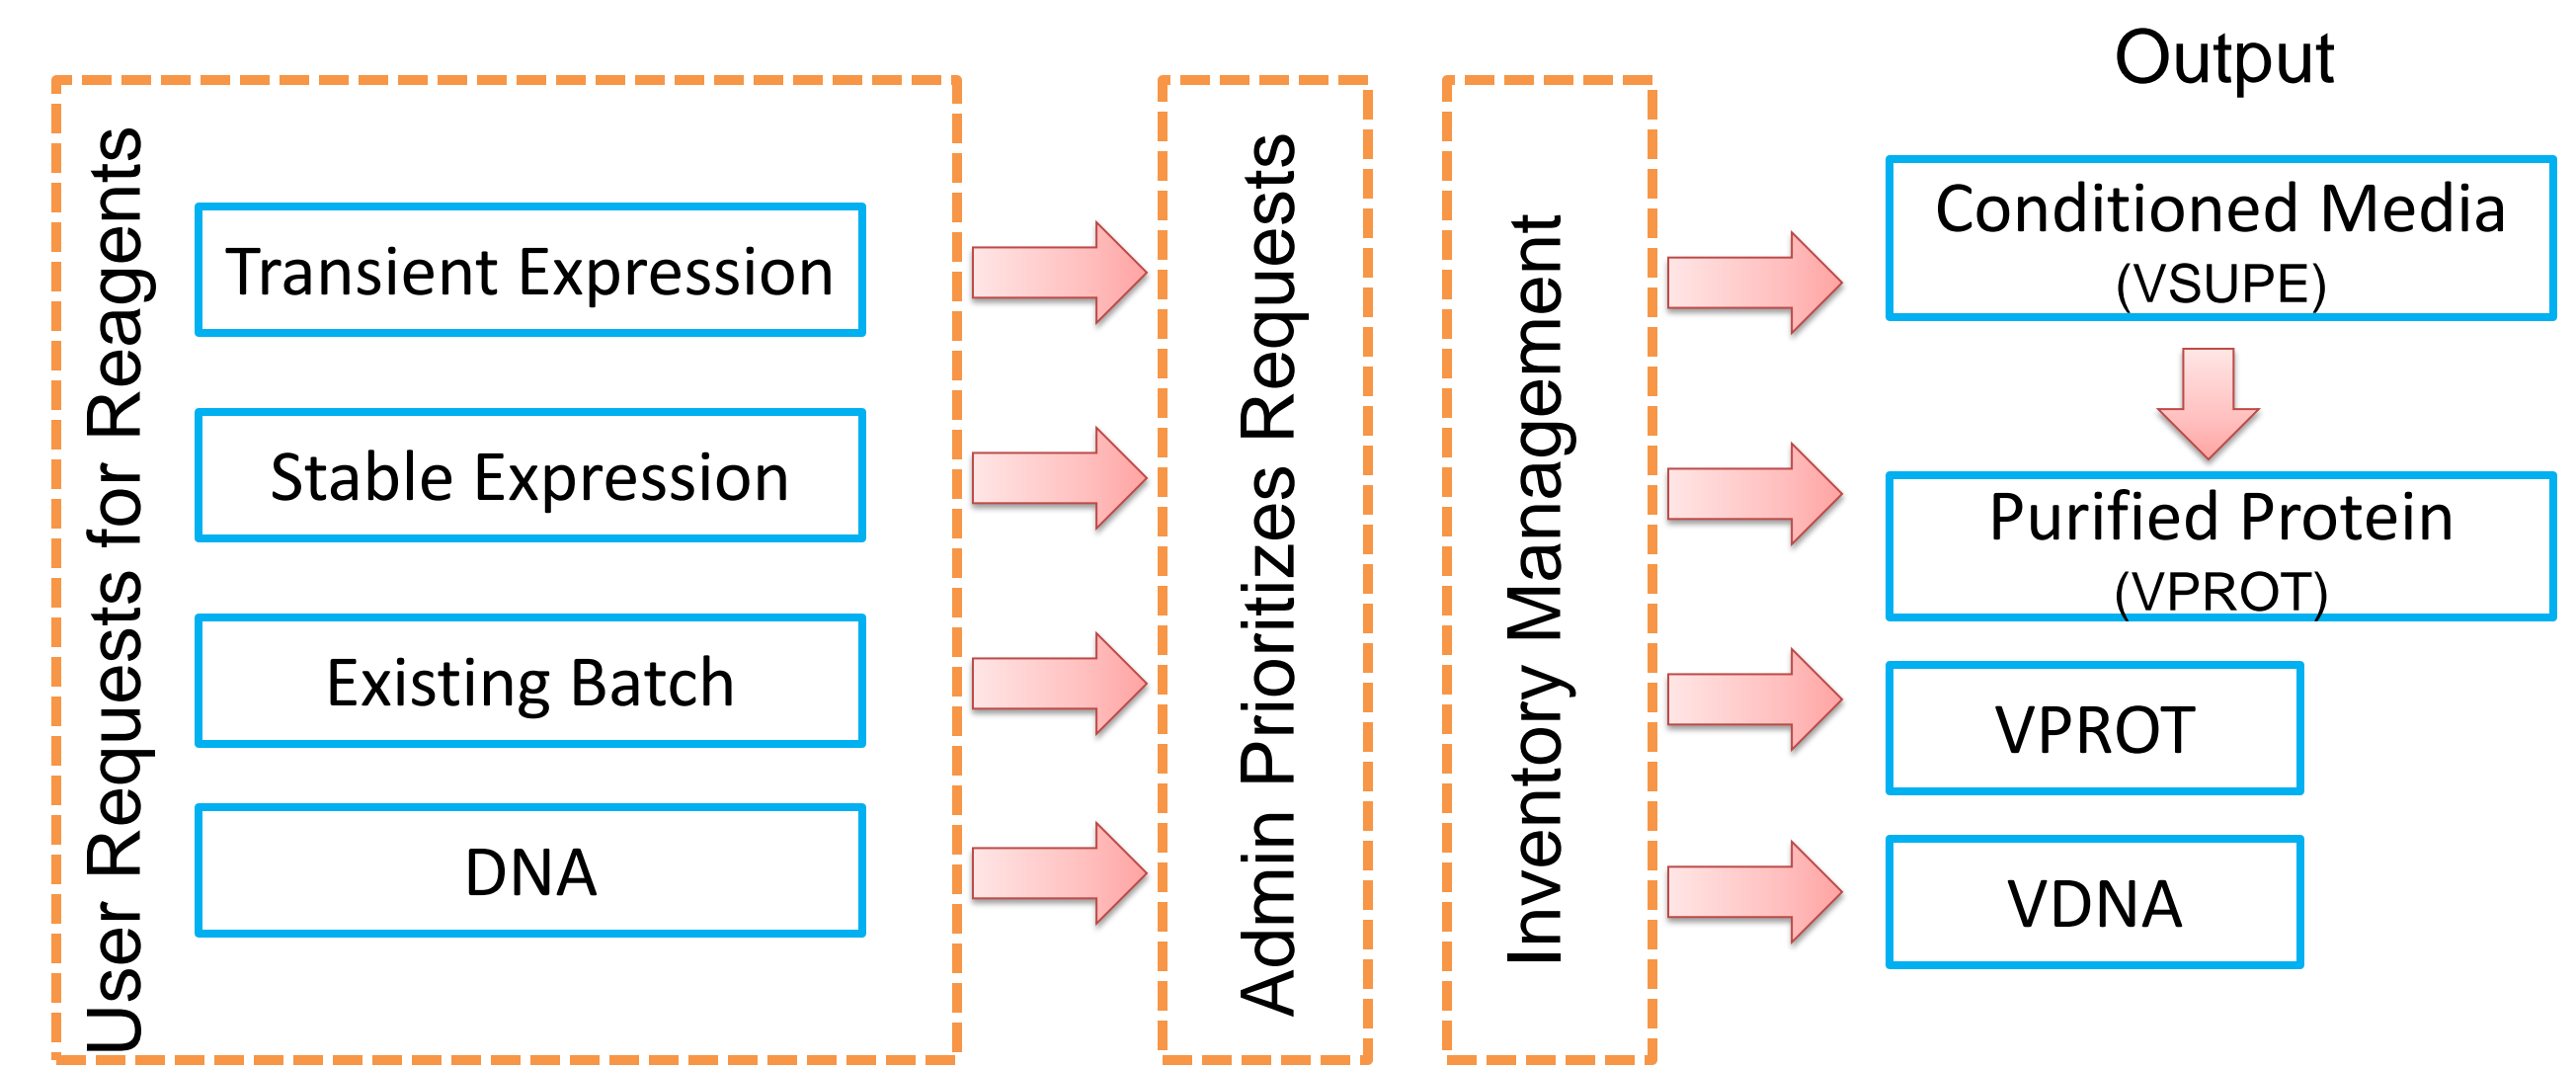 User Requests for Reagents
Transient Expression
Stable Expression
Existing Batch
DNA
Admin Prioritizes Requests
Inventory Management
Output
Conditioned Media
(VSUPE)
Purified Protein
(VPROT)
VPROT
VDNA